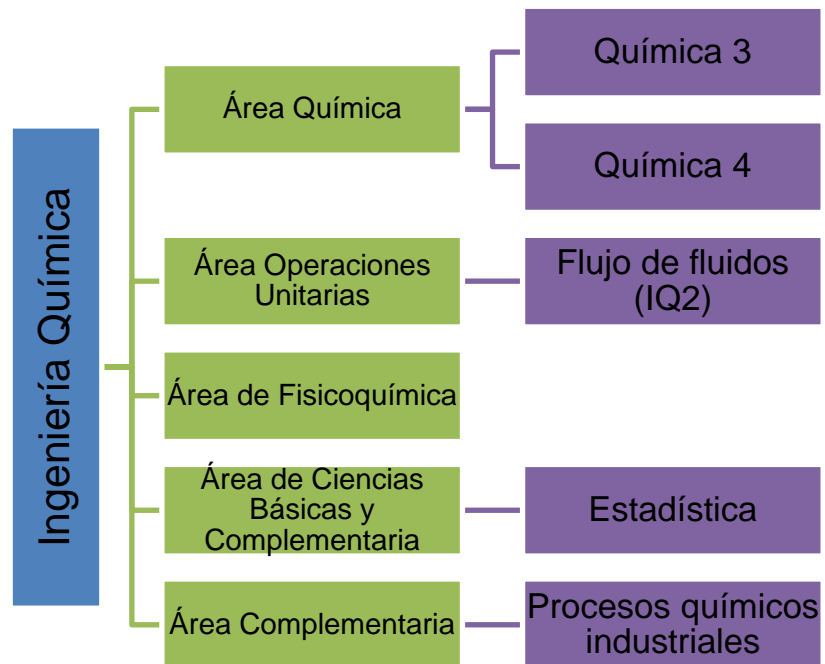 Ingeniería Química
Área Química
Química 3
Química 4
Área Operaciones
Unitarias
Flujo de fluidos
(IQ2)
Área de Fisicoquímica
Área de Ciencias
Básicas y
Complementaria
Estadística
Área Complementaria
Procesos químicos
industriales